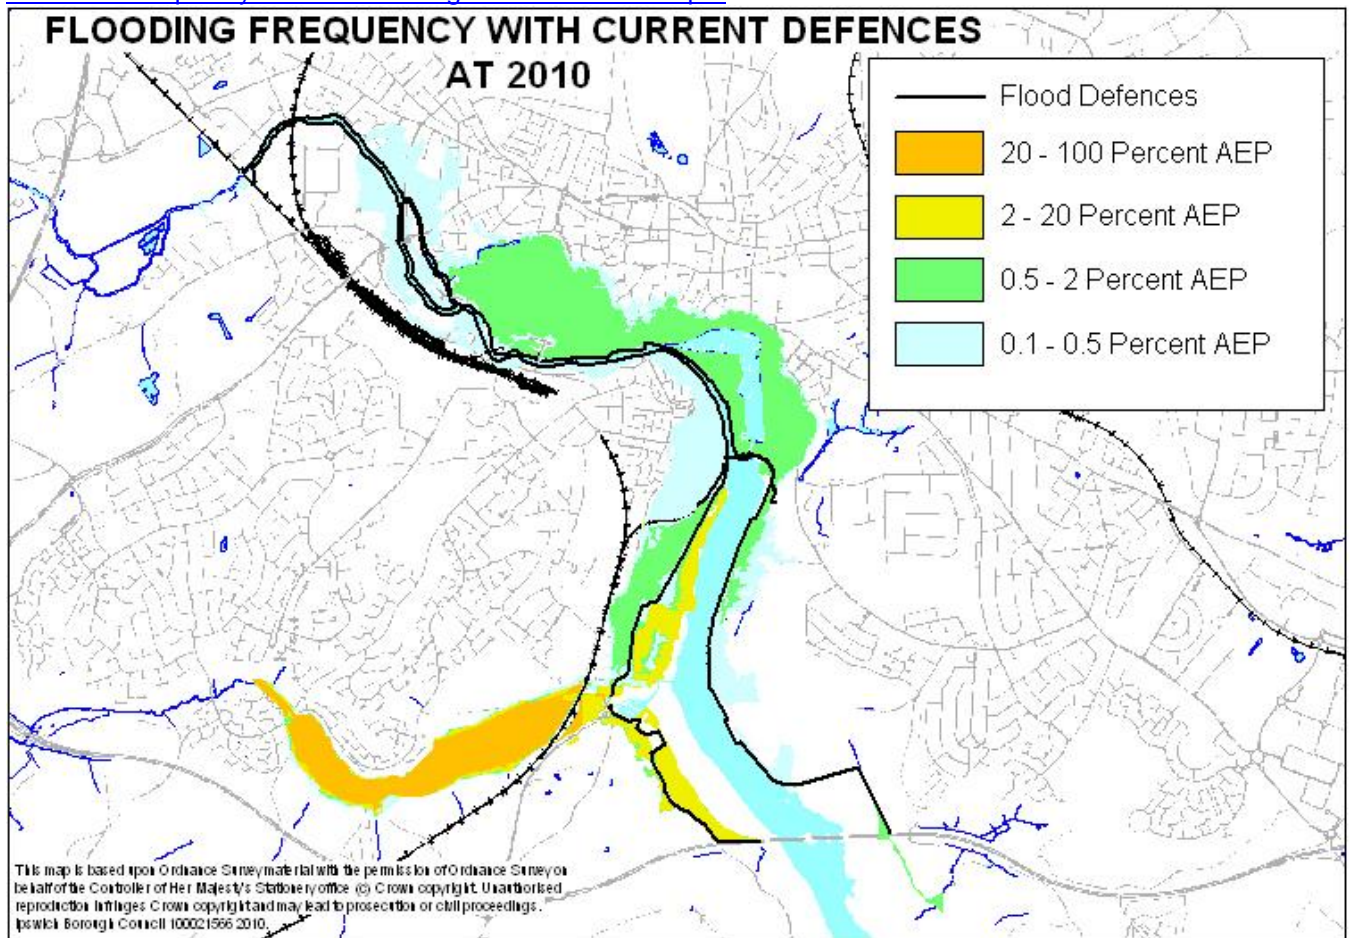 FLOODING FREQUENCY WITH CURRENT DEFENCES
AT 2010
Flood Defences
20 - 100 Percent AEP
2 - 20 Percent AEP
0.5 - 2 Percent AEP
0.1 - 0.5 Percent AEP
This map is based upon Ordnance Survey material with the permission of Ordnance Survey on
behalf of the Controller of Her Majesty's Stationery office (c) Crown copyright. Unauthorised
reproduction infringes Crown copyright and may lead to prosecution or civil proceedings.
Ipswich Borough Council 100021566 2010.